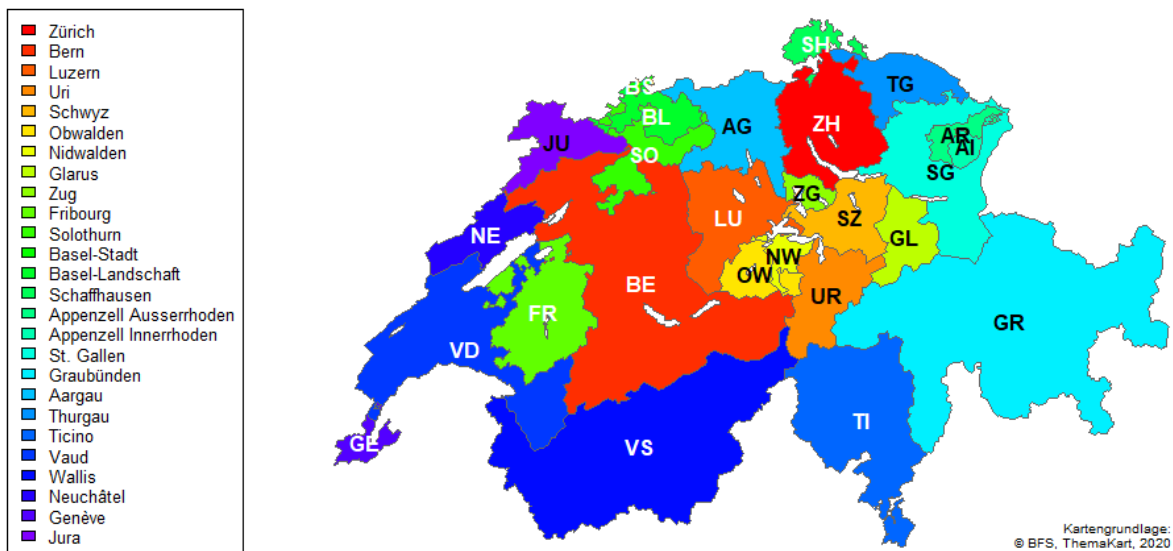 Zürich
Bern
Luzern
Uri
Schwyz
Obwalden
Nidwalden
Glarus
Zug
Fribourg
Solothurn
Basel-Stadt
Basel-Landschaft
Schaffhausen
Appenzell Ausserrhoden
Appenzell Innerrhoden
St. Gallen
Graubünden
Aargau
Thurgau
Ticino
Vaud
Wallis
Neuchâtel
Genève
Jura
SH
BS
TG
BL
AG
ZH
AR
JU
SO
AI
SG
ZG
LU
SZ
NE
GL
NW
OW
BE
UR
FR
GR
VD
TI
GE
VS
Kartengrundlage:
© BFS, ThemaKart, 2020